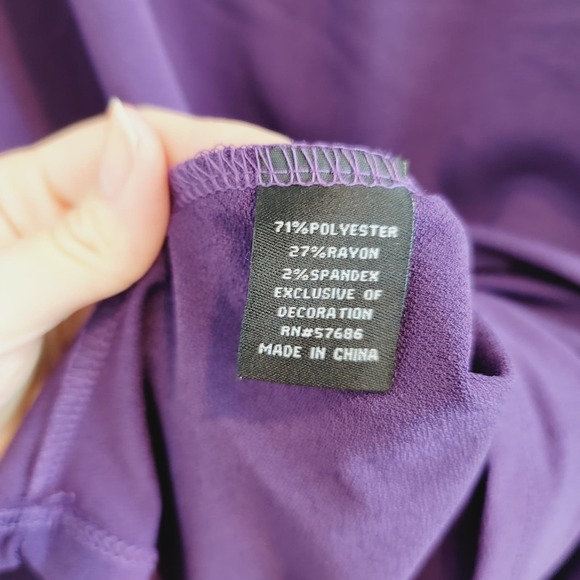 71%POLYESTER
27%RAYON
2%SPANDEX
EXCLUSIVE OF
DECORATION
RN#57686
MADE IN CHINA